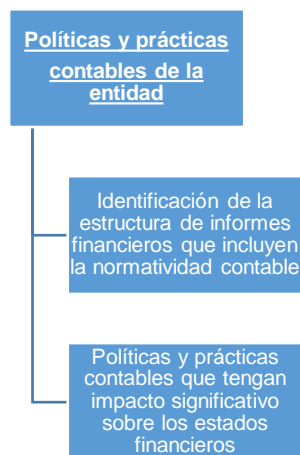 Políticas y prácticas
contables de la
entidad
Identificación de la
estructura de informes
financieros que incluyen
la normatividad contable
Políticas y prácticas
contables que tengan
impacto significativo
sobre los estados
financieros